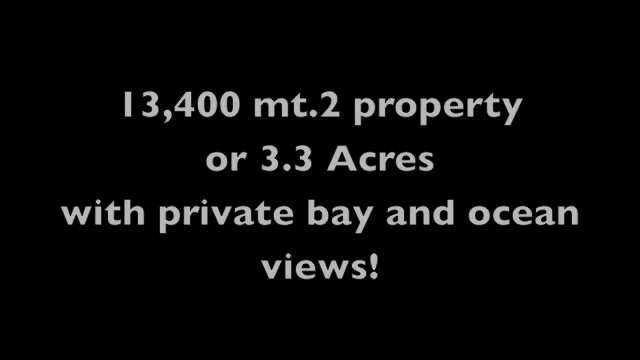 13,400 mt.2 property
or 3.3 Acres
with private bay and ocean
views!